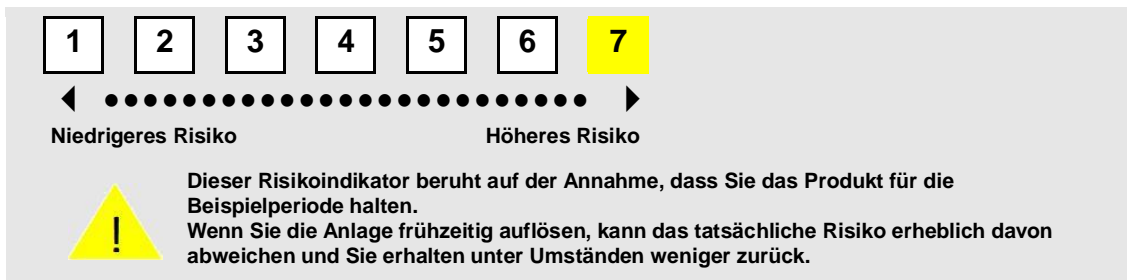 1 2 3 4 5 6 7
Niedrigeres Risiko Höheres Risiko
Dieser Risikoindikator beruht auf der Annahme, dass Sie das Produkt für die
Beispielperiode halten.
Wenn Sie die Anlage frühzeitig auflösen, kann das tatsächliche Risiko erheblich davon
abweichen und Sie erhalten unter Umständen weniger zurück.
!